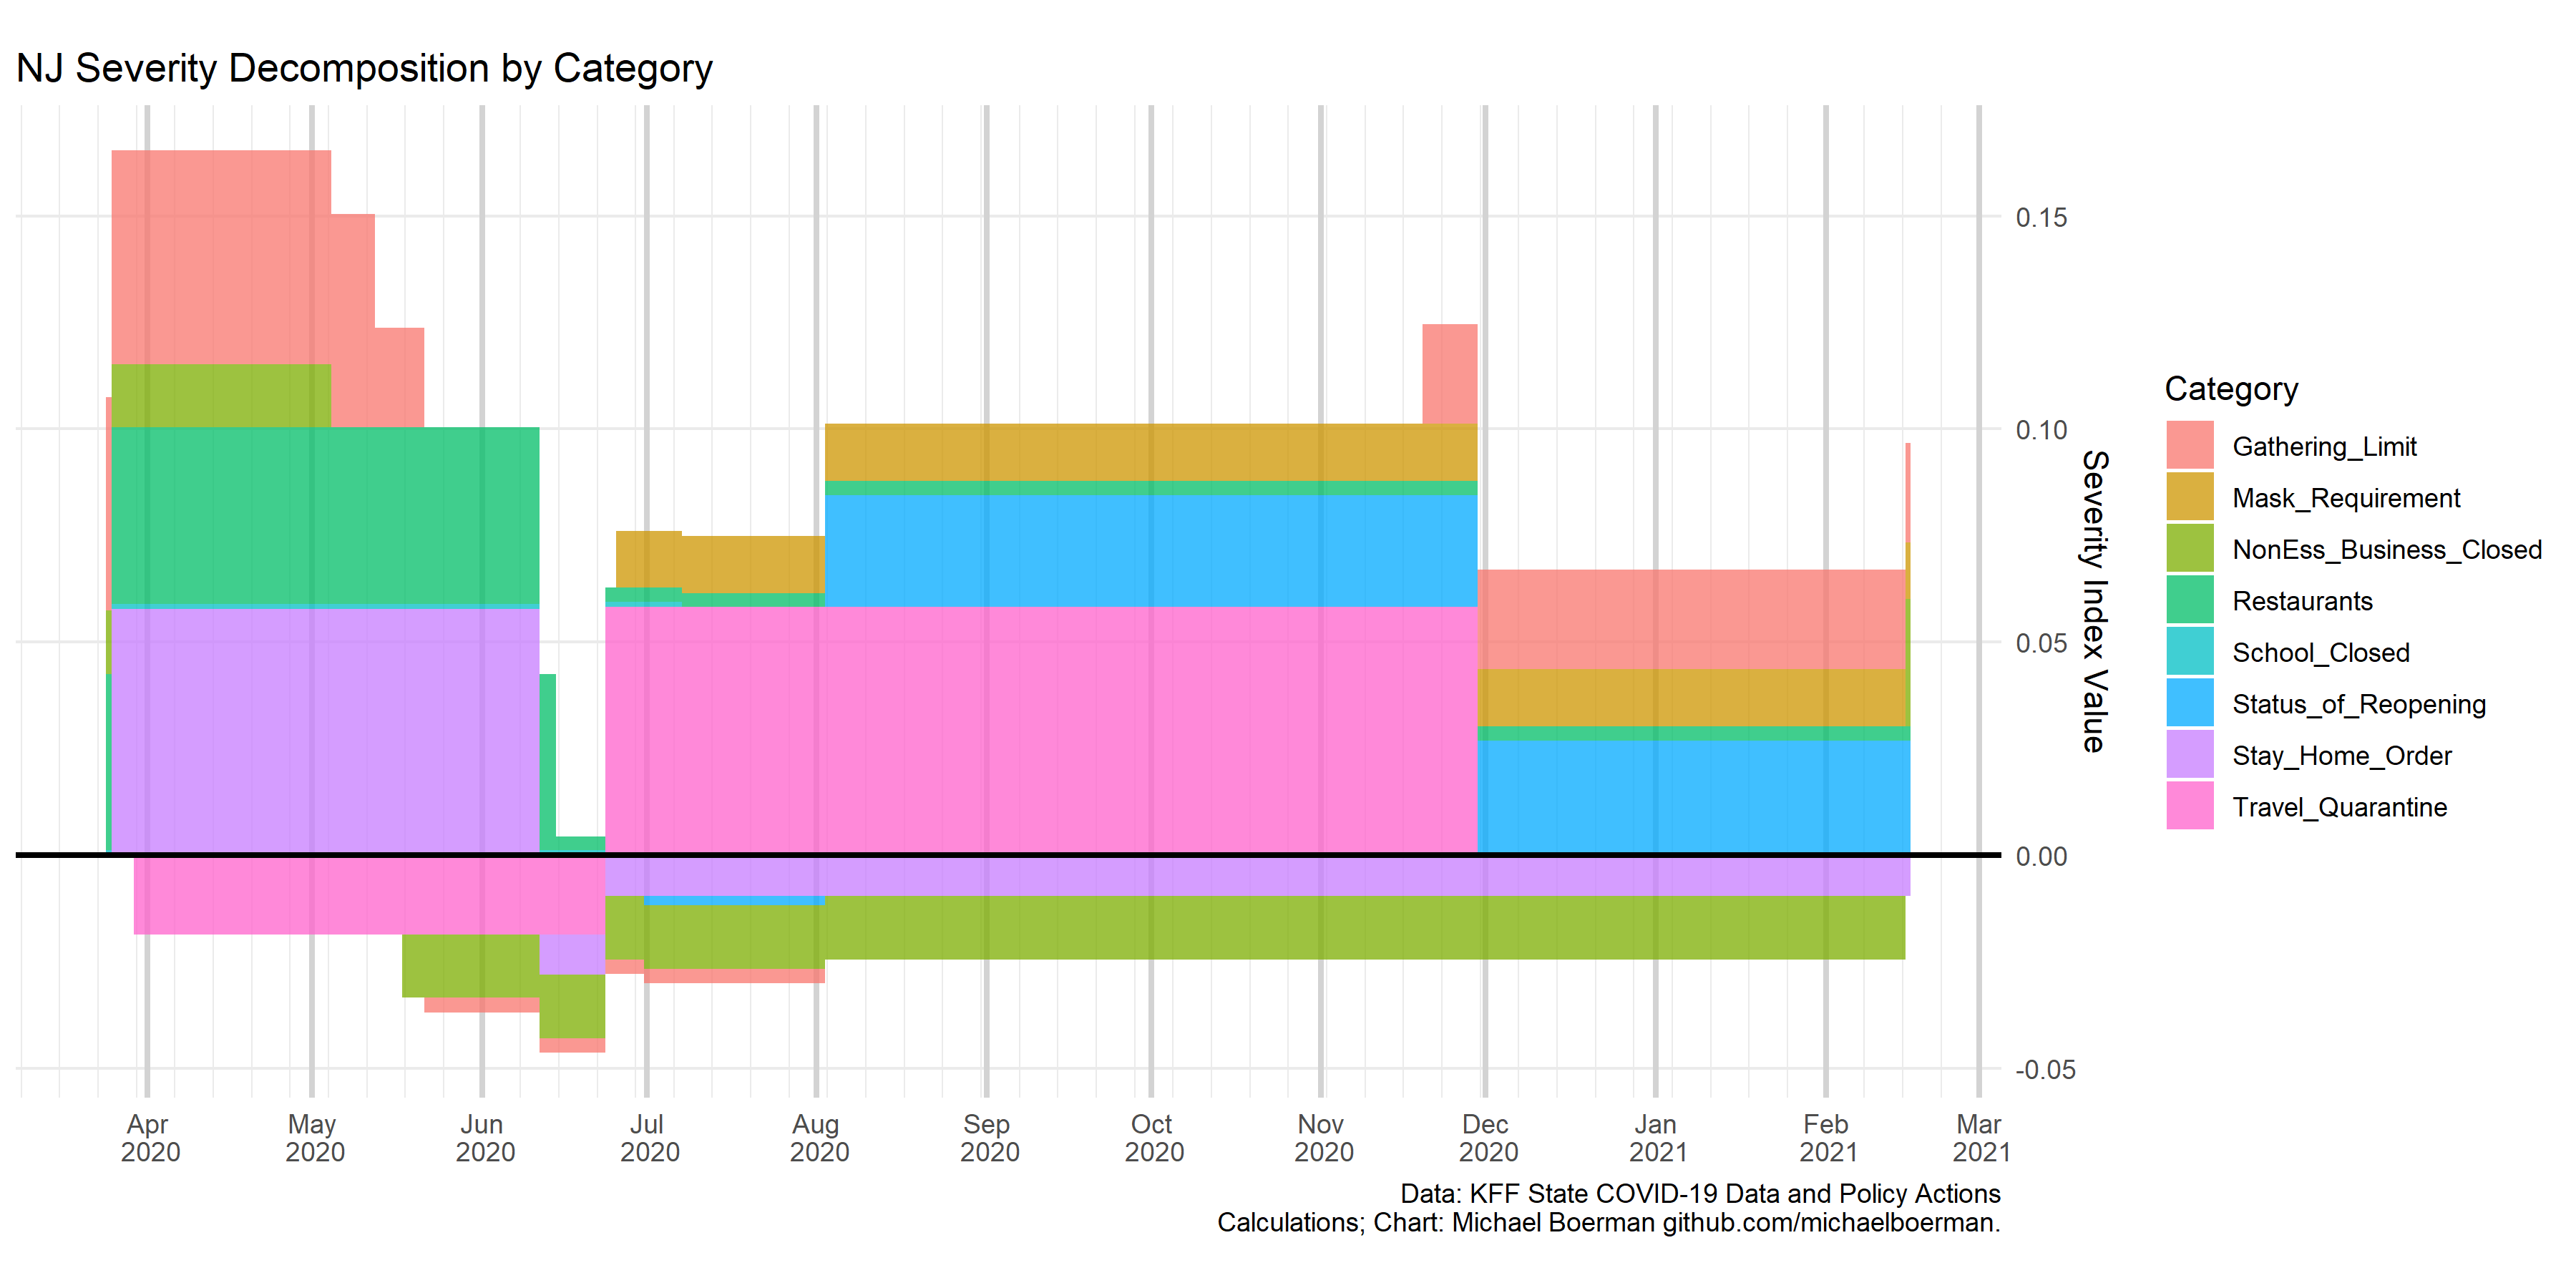 NJ Severity Decomposition by Category
0.15
0.10
0.05
0.00
-0.05
Severity Index Value
Category
Gathering_Limit
Mask_Requirement
NonEss_Business_Closed
Restaurants
School_Closed
Status_of_Reopening
Stay_Home_Order
Travel_Quarantine
Apr 2020
May 2020
Jun 2020
Jul 2020
Aug 2020
Sep 2020
Oct 2020
Nov 2020
Dec 2020
Jan 2021
Feb 2021
Mar 2021
Data: KFF State COVID-19 Data and Policy Actions
Calculations; Chart: Michael Boerman github.com/michaelboerman.